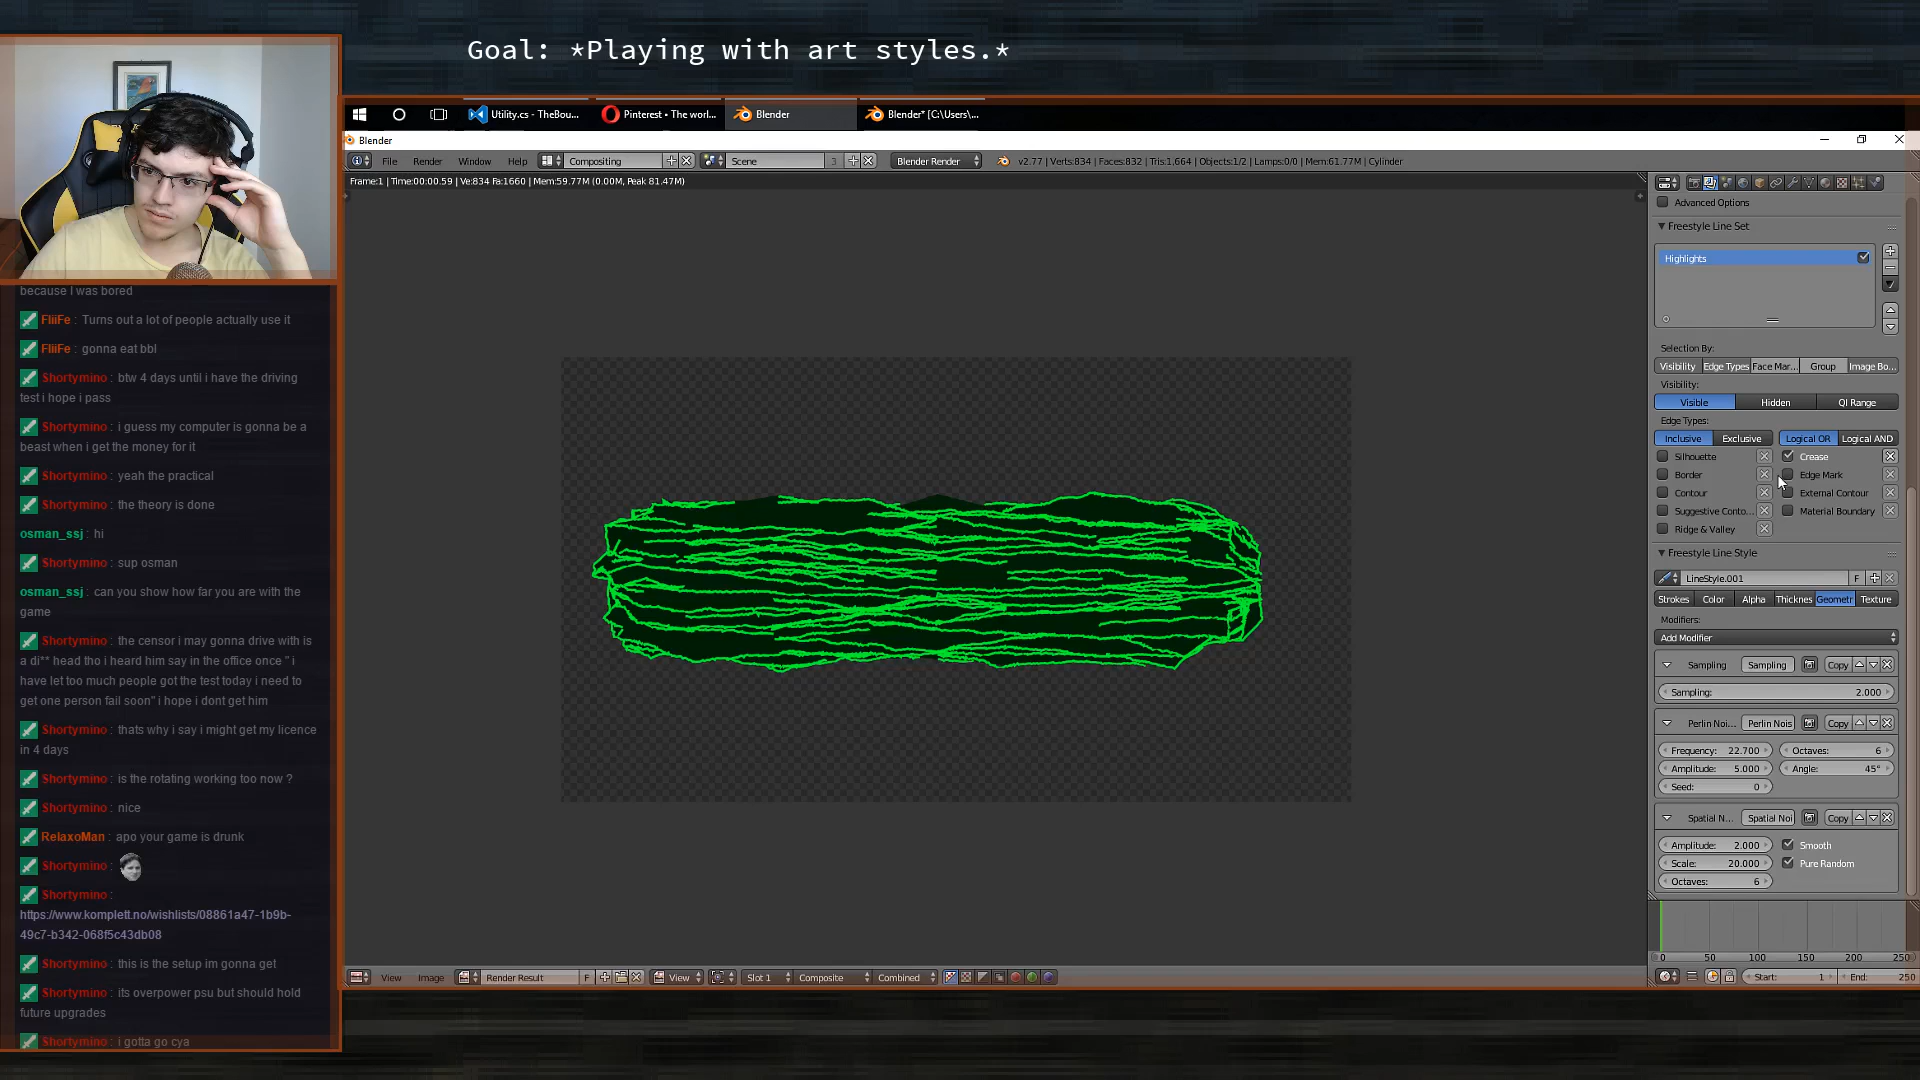 Goal: *Playing with art styles.*
Utility.cs - TheBou...
Pinterest • The worl...
Blender
Blender* [C:\Users\...
Blender
File Render Window Help Compositing Scene 3 Blender Render v2.77 | Verts:834 | Faces:832 | Tris:1,664 | Objects:1/2 | Lamps:0/0 | Mem:61.77M | Cylinder
Frame:1 | Time:00:00.59 | Ve:834 Fa:1660 | Mem:59.77M (0.00M, Peak 81.47M)
because I was bored
FliiFe : Turns out a lot of people actually use it
FliiFe : gonna eat bbl
Shortymino : btw 4 days until i have the driving
test i hope i pass
Shortymino : i guess my computer is gonna be a
beast when i get the money for it
Shortymino : yeah the practical
Shortymino : the theory is done
osman_ssj : hi
Shortymino : sup osman
osman_ssj : can you show how far you are with the
game
Shortymino : the censor i may gonna drive with is
a di** head tho i heard him say in the office once " i
have let too much people got the test today i need to
get one person fail soon" i hope i dont get him
Shortymino : thats why i say i might get my licence
in 4 days
Shortymino : is the rotating working too now ?
Shortymino : nice
RelaxoMan : apo your game is drunk
Shortymino :
Shortymino :
https://www.komplett.no/wishlists/08861a47-1b9b-
49c7-b342-068f5c43db08
Shortymino : this is the setup im gonna get
Shortymino : its overpower psu but should hold
future upgrades
Shortymino : i gotta go cya
Advanced Options
Freestyle Line Set
Highlights
Selection By:
Visibility Edge Types Face Mar... Group Image Bo...
Visibility:
Visible Hidden QI Range
Edge Types:
Inclusive Exclusive Logical OR Logical AND
Silhouette Crease
Border Edge Mark
Contour External Contour
Suggestive Conto... Material Boundary
Ridge & Valley
Freestyle Line Style
LineStyle.001 F
Strokes Color Alpha Thicknes Geometr Texture
Modifiers:
Add Modifier
Sampling Sampling Copy
Sampling: 2.000
Perlin Noi... Perlin Nois Copy
Frequency: 22.700 Octaves: 6
Amplitude: 5.000 Angle: 45°
Seed: 0
Spatial N... Spatial Noi Copy
Amplitude: 2.000 Smooth
Scale: 20.000 Pure Random
Octaves: 6
0 50 100 150 200 250
View Image Render Result F View Slot 1 Composite Combined
Start: 1 End: 250